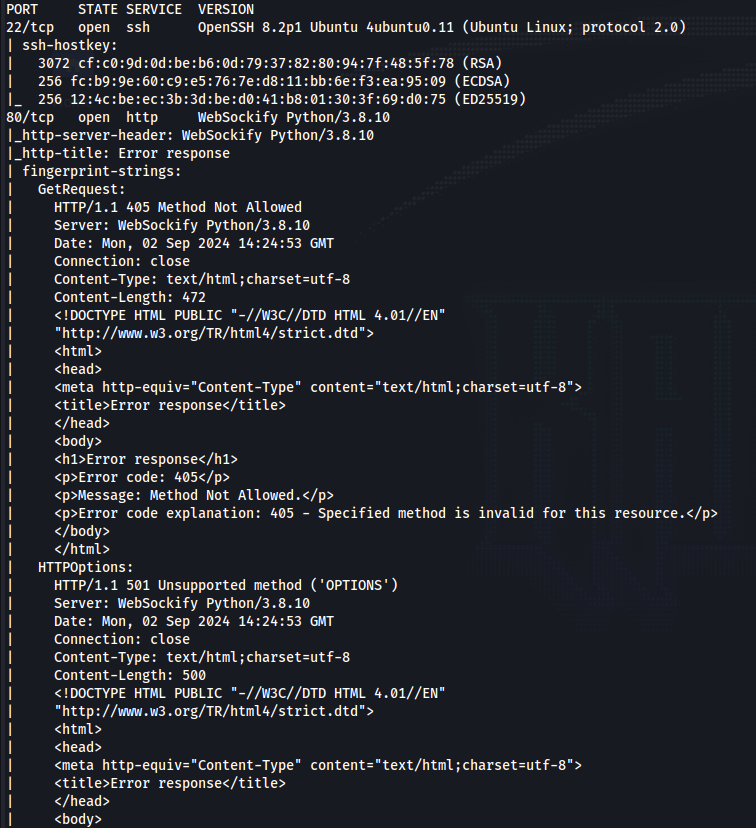 PORT     STATE SERVICE  VERSION
22/tcp   open  ssh      OpenSSH 8.2p1 Ubuntu 4ubuntu0.11 (Ubuntu Linux; protocol 2.0)
| ssh-hostkey:
|   3072 cf:c0:9d:0d:be:b6:0d:79:37:82:80:94:7f:48:5f:78 (RSA)
|   256 fc:b9:9e:60:c9:e5:76:7e:d8:11:bb:6e:f3:ea:95:09 (ECDSA)
|_  256 12:4c:be:ec:3b:3d:be:d0:41:b8:01:30:3f:69:d0:75 (ED25519)
80/tcp   open  http     WebSockify Python/3.8.10
|_http-server-header: WebSockify Python/3.8.10
|_http-title: Error response
| fingerprint-strings:
|   GetRequest:
|     HTTP/1.1 405 Method Not Allowed
|     Server: WebSockify Python/3.8.10
|     Date: Mon, 02 Sep 2024 14:24:53 GMT
|     Connection: close
|     Content-Type: text/html;charset=utf-8
|     Content-Length: 472
|     <!DOCTYPE HTML PUBLIC "-//W3C//DTD HTML 4.01//EN"
|     "http://www.w3.org/TR/html4/strict.dtd">
|     <html>
|     <head>
|     <meta http-equiv="Content-Type" content="text/html;charset=utf-8">
|     <title>Error response</title>
|     </head>
|     <body>
|     <h1>Error response</h1>
|     <p>Error code: 405</p>
|     <p>Message: Method Not Allowed.</p>
|     <p>Error code explanation: 405 - Specified method is invalid for this resource.</p>
|     </body>
|     </html>
|   HTTPOptions:
|     HTTP/1.1 501 Unsupported method ('OPTIONS')
|     Server: WebSockify Python/3.8.10
|     Date: Mon, 02 Sep 2024 14:24:53 GMT
|     Connection: close
|     Content-Type: text/html;charset=utf-8
|     Content-Length: 500
|     <!DOCTYPE HTML PUBLIC "-//W3C//DTD HTML 4.01//EN"
|     "http://www.w3.org/TR/html4/strict.dtd">
|     <html>
|     <head>
|     <meta http-equiv="Content-Type" content="text/html;charset=utf-8">
|     <title>Error response</title>
|     </head>
|     <body>